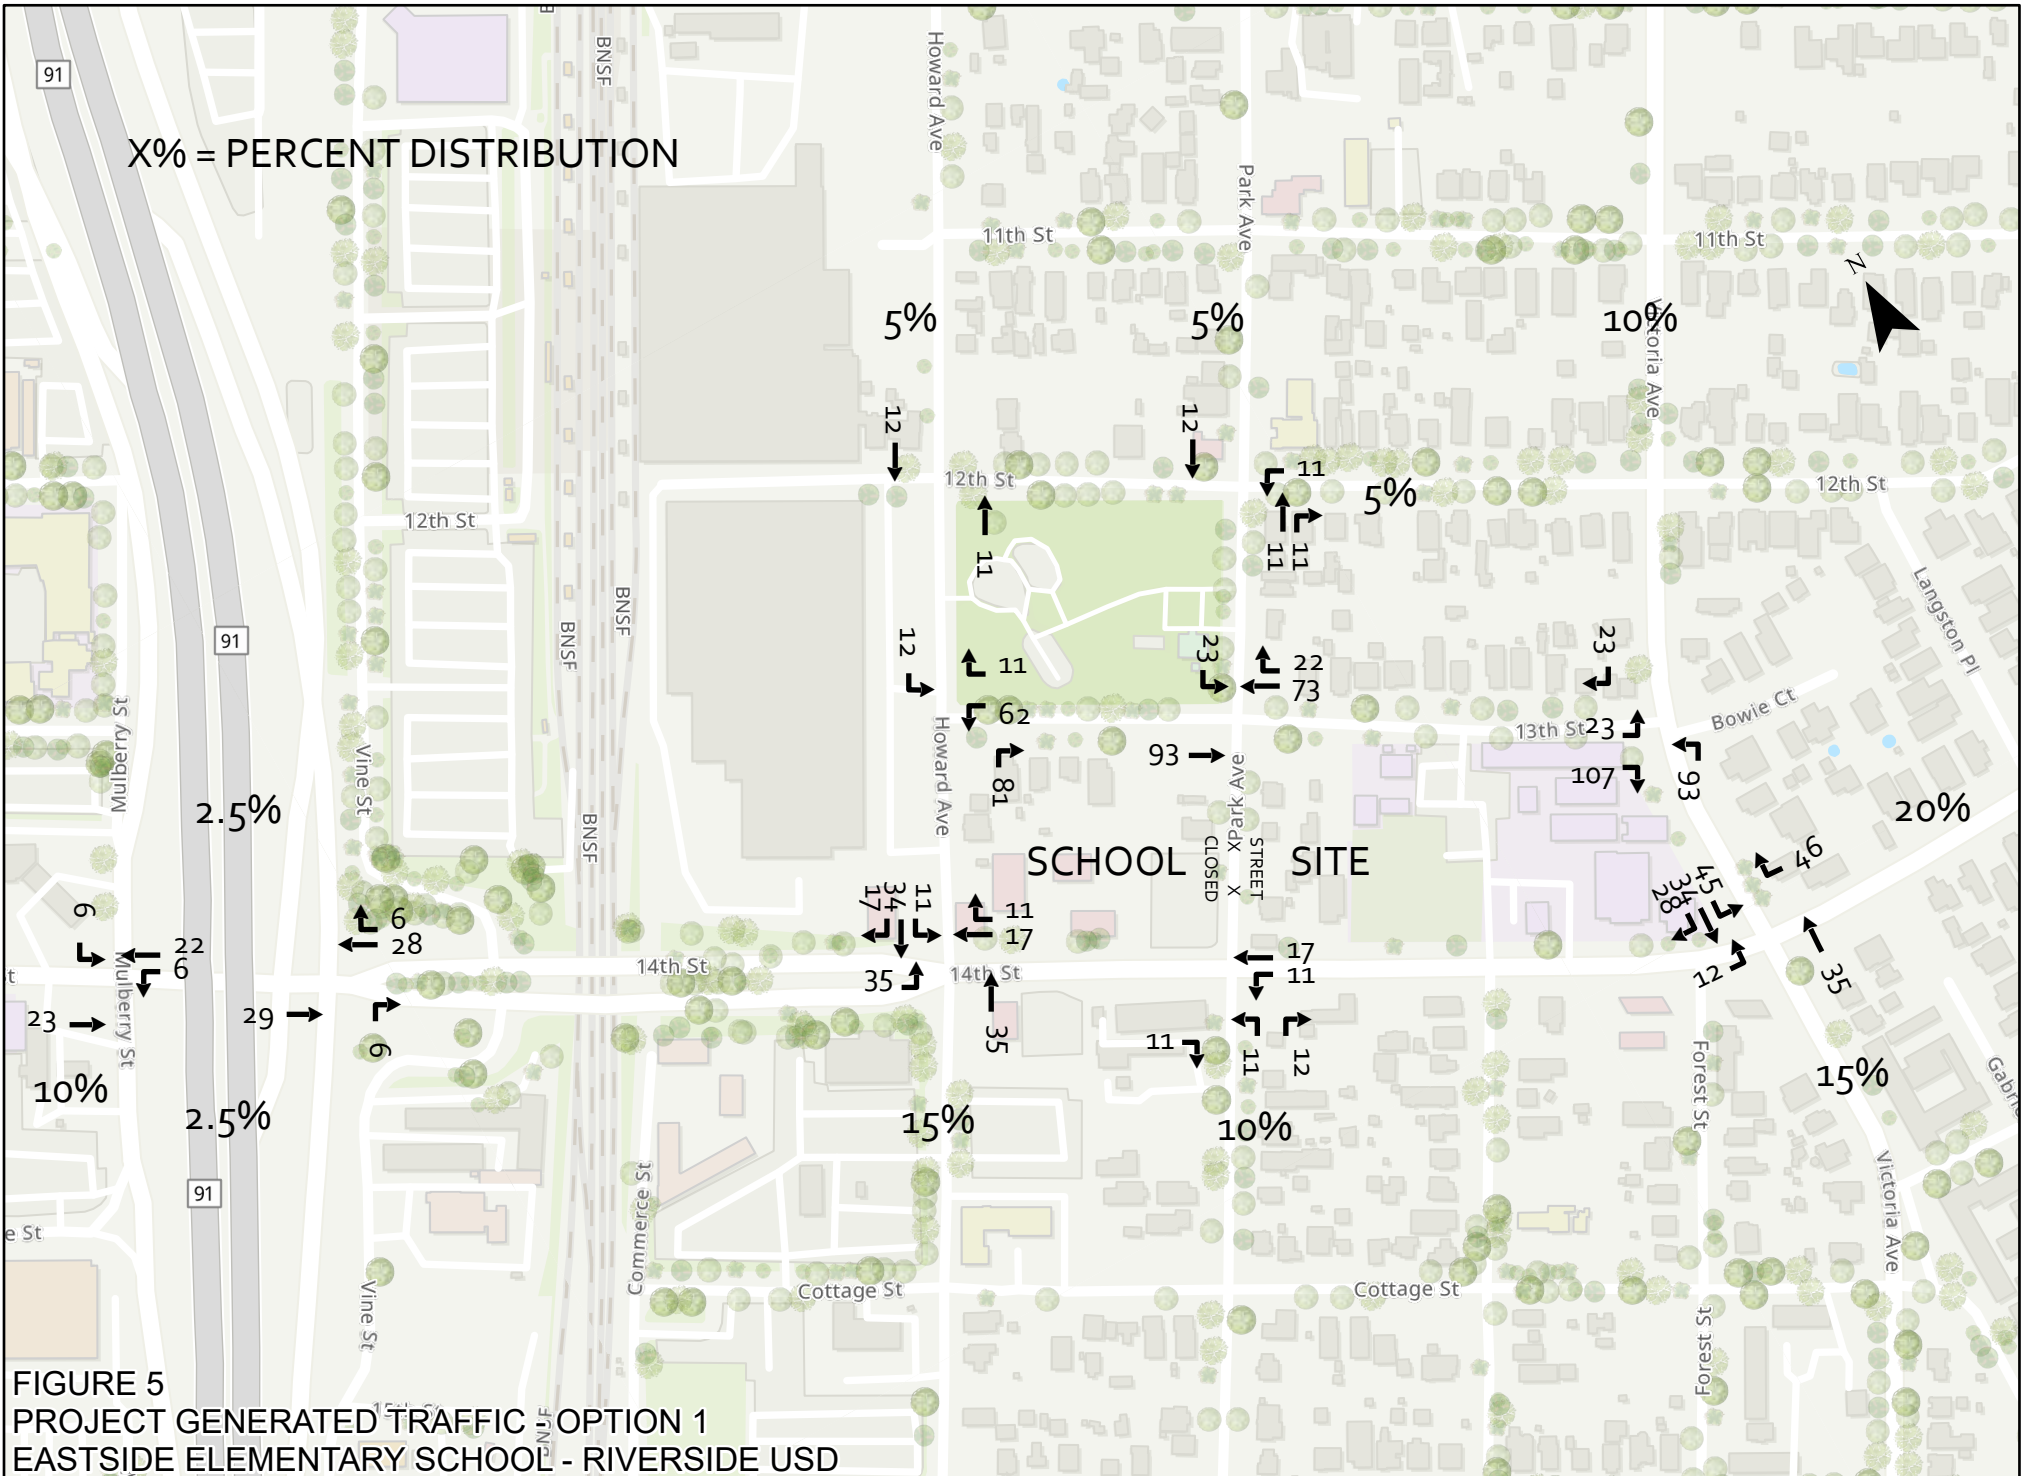 91
BNSF
Howard Ave
X% = PERCENT DISTRIBUTION
Park Ave
11th St
11th St
N
5%
5%
10%
Victoria Ave
12
12
11
12th St
5%
12th St
12th St
11
11
11
BNSF
BNSF
91
Langston Pl
12
11
23
22
73
23
62
Howard Ave
93
81
Park Ave
13th St
23
107
93
Bowie Ct
Mulberry St
Vine St
2.5%
BNSF
20%
SCHOOL
CLOSED
X
X
STREET
SITE
46
45
34
28
17
34
11
11
17
6
28
9
22
6
t
Mulberry St
14th St
35
14th St
17
11
12
35
23
29
6
35
11
11
12
10%
2.5%
15%
10%
15%
Forest St
Gabrie
91
Commerce St
Victoria Ave
e St
Vine St
Cottage St
Cottage St
Forest St
FIGURE 5
15th St
BNSF
PROJECT GENERATED TRAFFIC - OPTION 1
EASTSIDE ELEMENTARY SCHOOL - RIVERSIDE USD